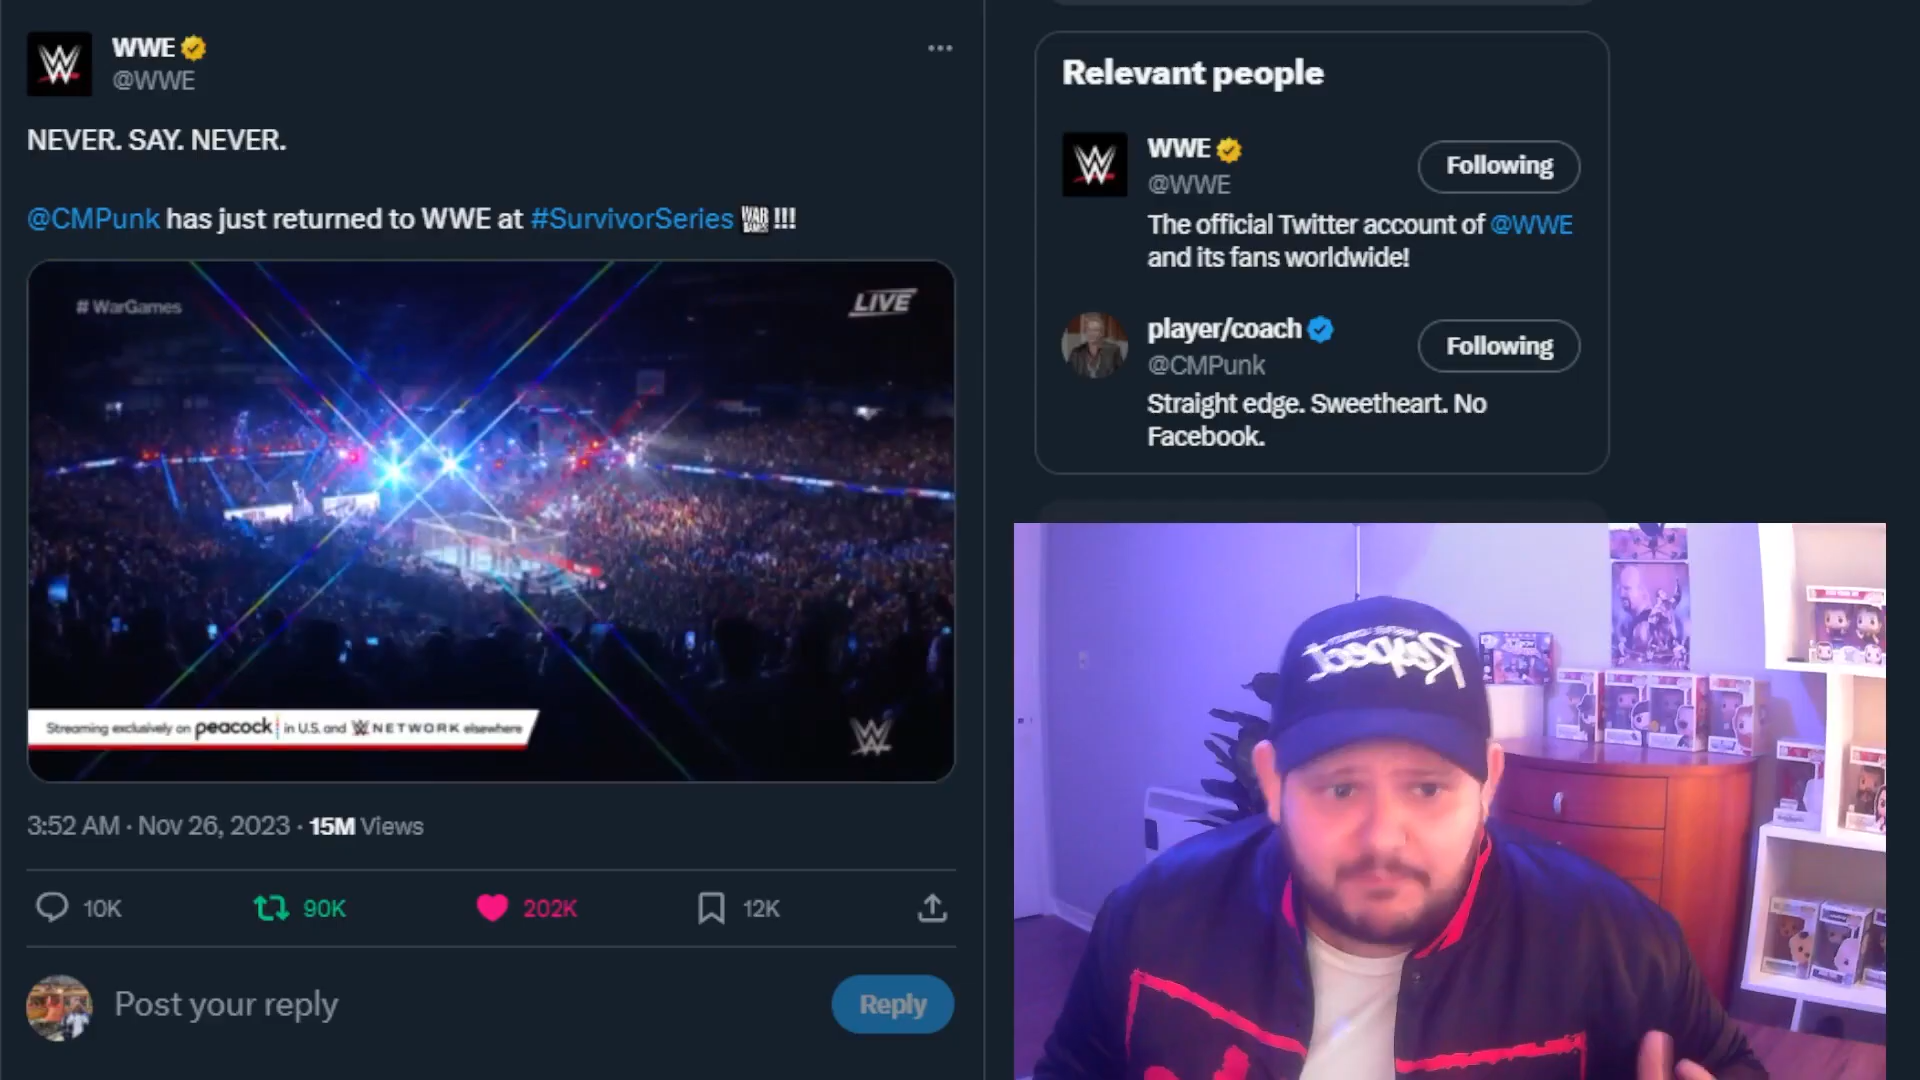 WWE
@WWE
NEVER. SAY. NEVER.
@CMPunk has just returned to WWE at #SurvivorSeries WAR GAMES !!!
#WarGames
LIVE
Streaming exclusively on peacock in U.S. and W NETWORK elsewhere
3:52 AM · Nov 26, 2023 · 15M Views
10K
90K
202K
12K
Post your reply
Reply
Relevant people
WWE
@WWE
Following
The official Twitter account of @WWE
and its fans worldwide!
player/coach
@CMPunk
Following
Straight edge. Sweetheart. No
Facebook.
Respect